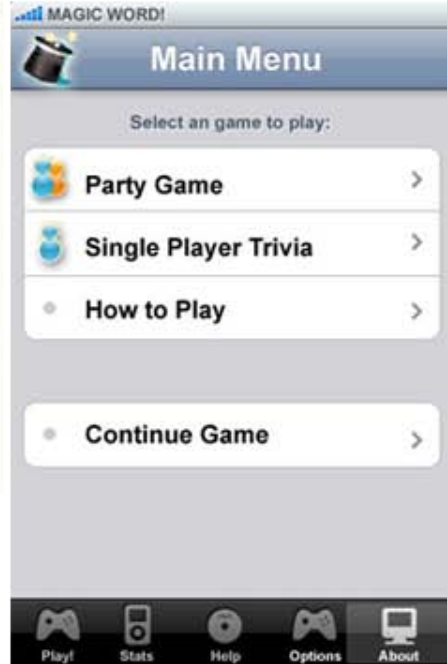 MAGIC WORD!
Main Menu
Select an game to play:
Party Game
Single Player Trivia
How to Play
Continue Game
Play! Stats Help Options About